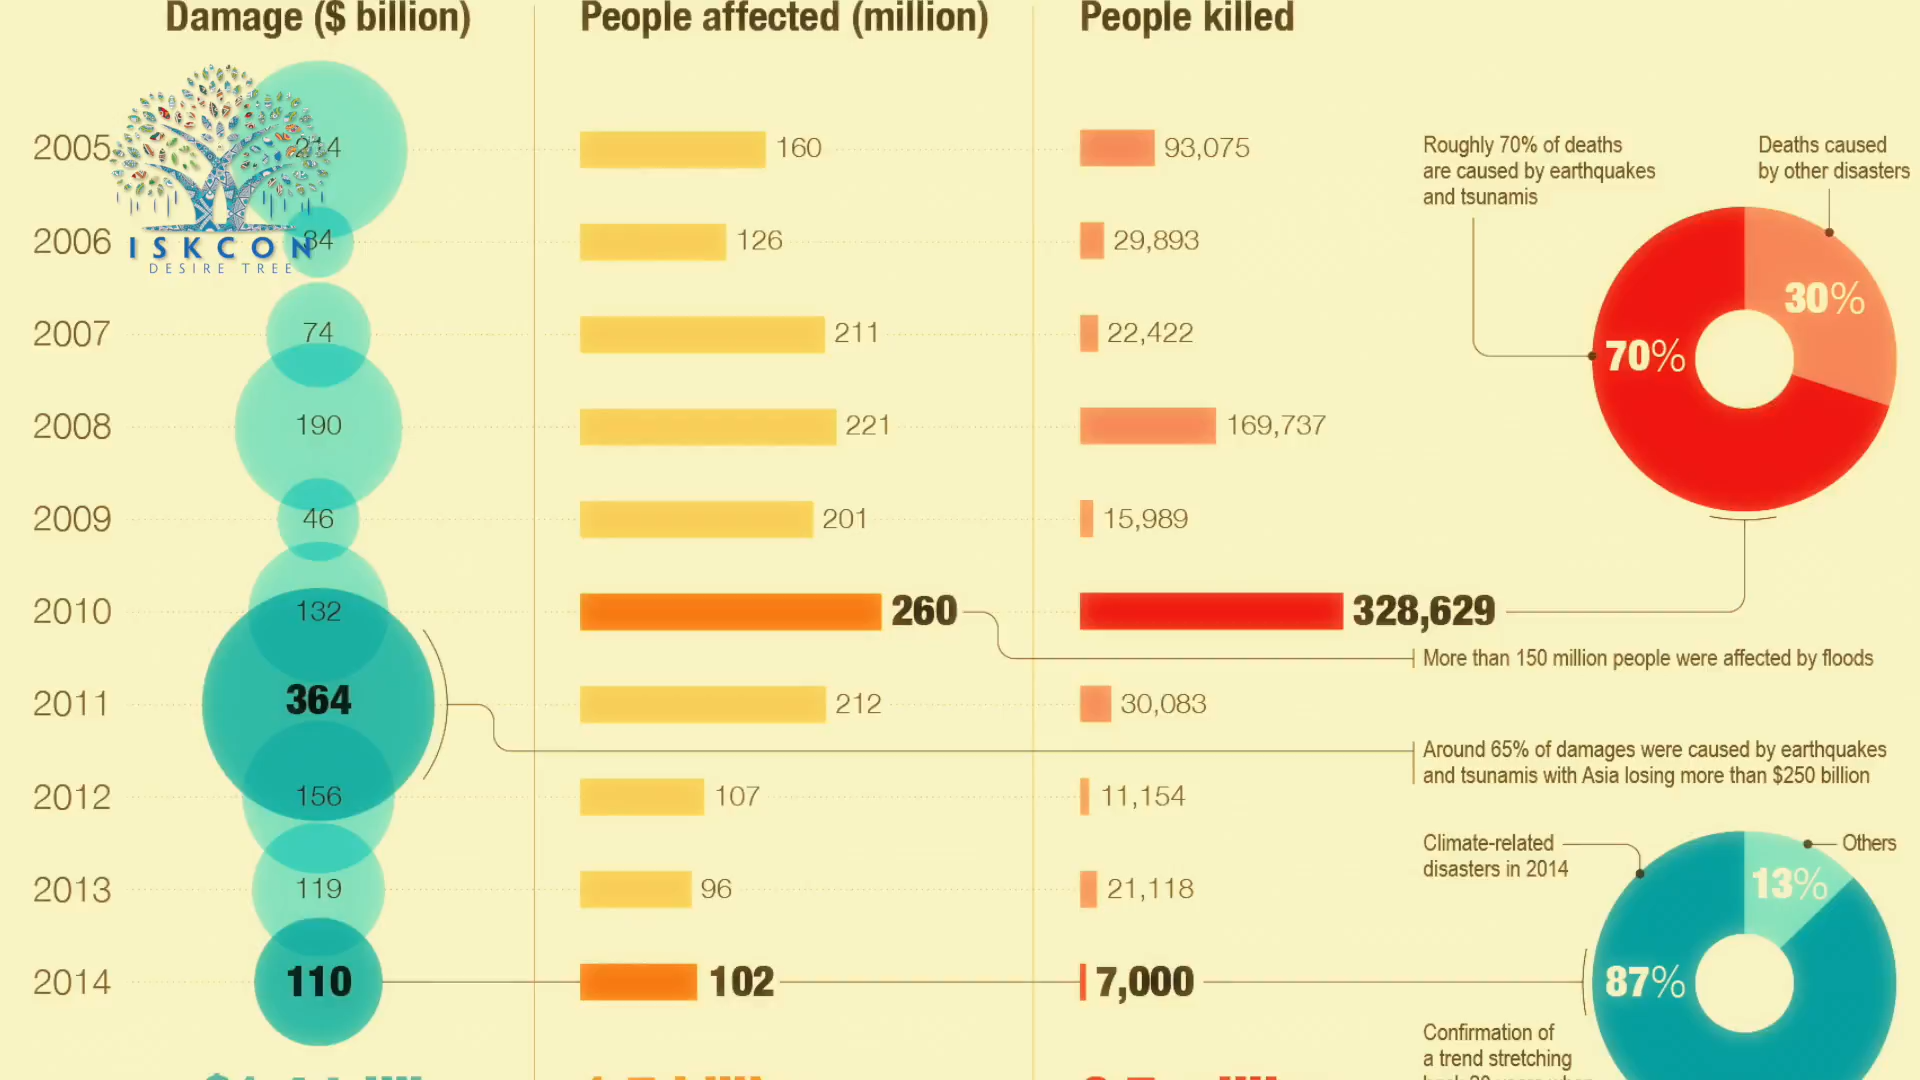 Damage ($ billion) People affected (million) People killed
2005 214 160 93,075
2006 34 126 29,893
2007 74 211 22,422
2008 190 221 169,737
2009 46 201 15,989
2010 132 260 328,629
2011 364 212 30,083
2012 156 107 11,154
2013 119 96 21,118
2014 110 102 7,000
ISKCON
DESIRE TREE
Roughly 70% of deaths
are caused by earthquakes
and tsunamis
Deaths caused
by other disasters
30%
70%
More than 150 million people were affected by floods
Around 65% of damages were caused by earthquakes
and tsunamis with Asia losing more than $250 billion
Climate-related
disasters in 2014
Others
13%
87%
Confirmation of
a trend stretching